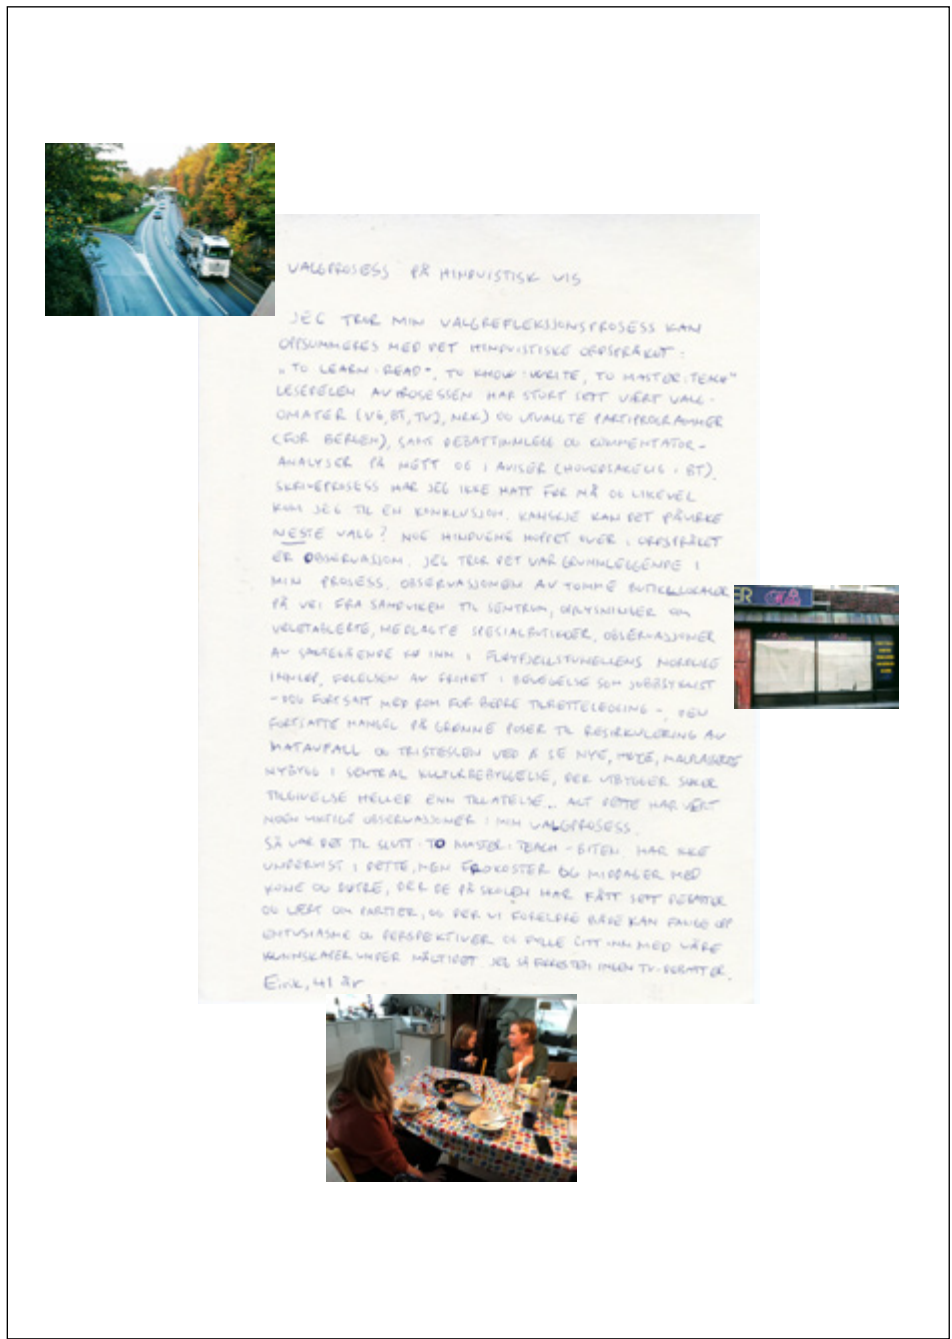 VALGPROSESS PÅ HINDUISTISK VIS
JEG TROR MIN VALGREFLEKSJONSPROSESS KAN
OPPSUMMERES MED DET HINDUISTISKE ORDSPRÅKET:
"TO LEARN: READ", TO KNOW: WRITE, TO MASTER: TEACH"
LESEDELEN AV PROSESSEN HAR STORT SETT VÆRT VALG-
OMATER (VG, BT, TV2, NRK) OG UTVALGTE PARTIPROGRAMMER
(FOR BERGEN), SAMT DEBATTINNLEGG OG KOMMENTATOR-
ANALYSER PÅ NETT OG I AVISER (HOVEDSAKELIG I BT).
SKRIVEPROSESS HAR JEG IKKE HATT FØR NÅ OG LIKEVEL
KOM JEG TIL EN KONKLUSJON. KANSKJE KAN DET PÅVIRKE
NESTE VALG? NOE HINDUENE HOPPET OVER I ORDSPRÅKET
ER OBSERVASJON. JEG TROR DET VAR GRUNNLEGGENDE I
MIN PROSESS. OBSERVASJONEN AV TOMME BUTIKKLOKALER
PÅ VEI FRA SANDVIKEN TIL SENTRUM, OPPLYSNINGER OM
VELETABLERTE, NEDLAGTE SPESIALBUTIKKER, OBSERVASJONER
AV SAKTEGÅENDE KØ INN I FLØYFJELLSTUNELLENS NORDLIGE
INNLØP, FØLELSEN AV FRIHET I BEVEGELSE SOM JOBBSYKLIST
- DOG FORTSATT MED ROM FOR BEDRE TILRETTELEGGING -, DEN
FORTSATTE MANGEL PÅ GRØNNE POSER TIL RESIRKULERING AV
MATAVFALL OG TRISTESSEN VED Å SE NYE, HØYE,
NYBYGG I SENTRAL KULTURBEBYGGELSE, DER UTBYGGER SØKER
TILGIVELSE HELLER ENN TILLATELSE... ALT DETTE HAR VÆRT
NOEN VIKTIGE OBSERVASJONER I MIN VALGPROSESS.
SÅ VAR DET TIL SLUTT - TO MASTER: TEACH - BITEN. HAR IKKE
UNDERVIST I DETTE, MEN FROKOSTER OG MIDDAGER MED
KONE OG DØTRE, DER DE PÅ SKOLEN HAR FÅTT SETT DEBATTER
OG LÆRT OM PARTIER, OG DER VI FORELDRE BÅDE KAN FANGE OPP
ENTUSIASME OG PERSPEKTIVER OG FYLLE LITT INN MED VÅRE
KUNNSKAPER UNDER MÅLTIDET. JEG SÅ FORRESTEN INGEN TV-DEBATTER.
Eirik, 41 år
ER